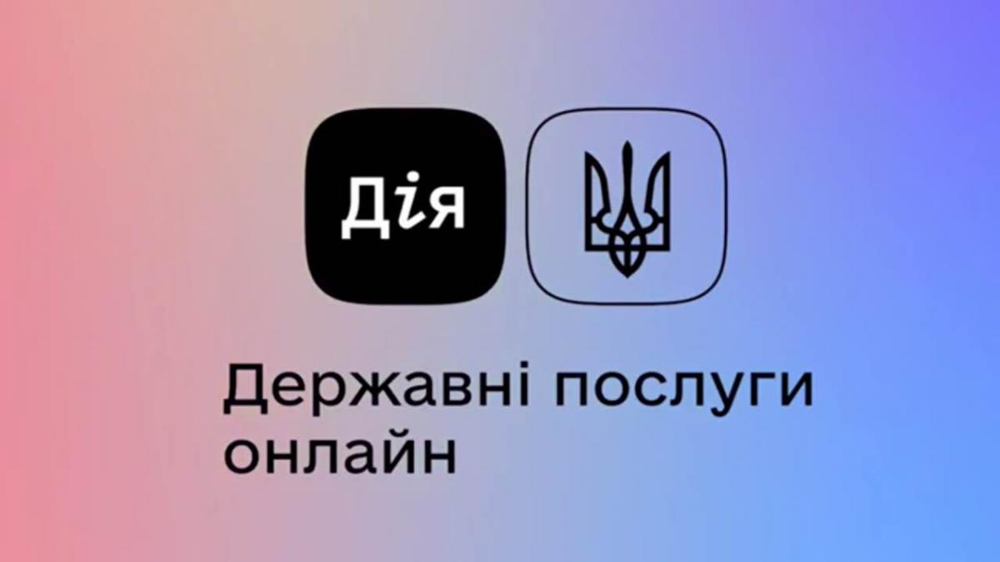 Дія
Державні послуги
онлайн